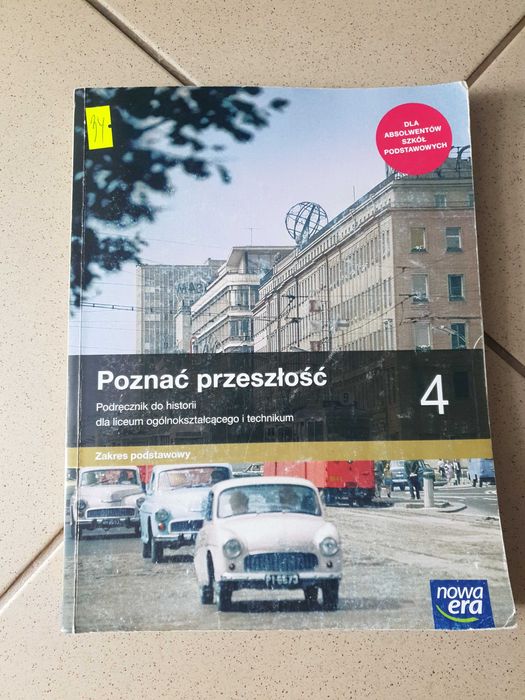 34
DLA
ABSOLWENTÓW
SZKÓŁ
PODSTAWOWYCH
Poznać przeszłość
Podręcznik do historii
dla liceum ogólnokształcącego i technikum
4
Zakres podstawowy
nowa
era